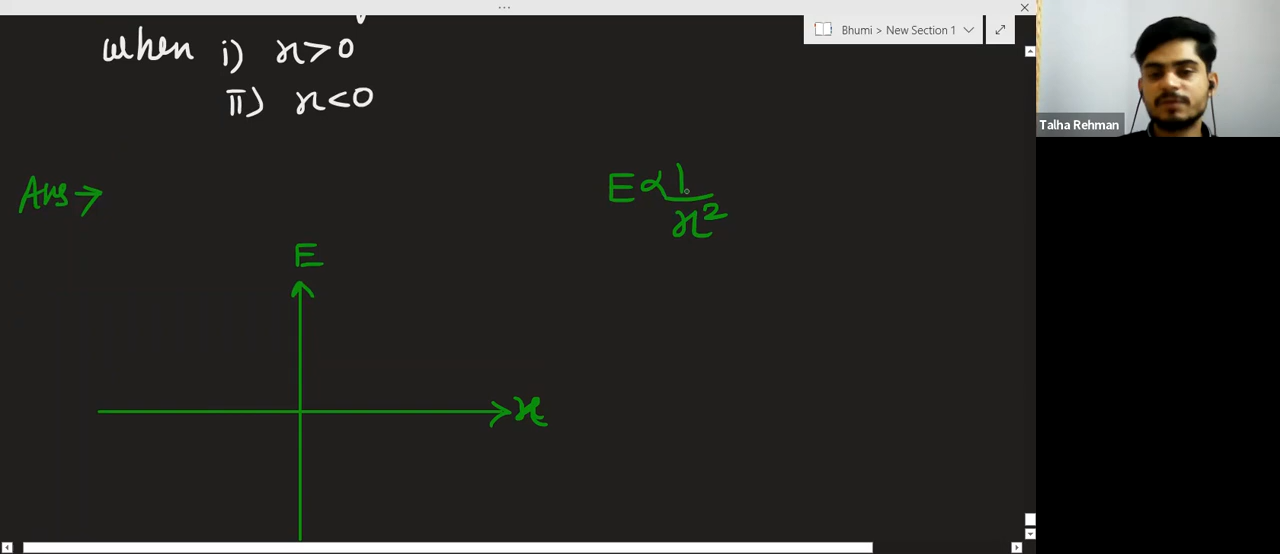 Bhumi > New Section 1
when i) x>0
II) x<0
Talha Rehman
Ans →
E ∝ 1/x²
E
x